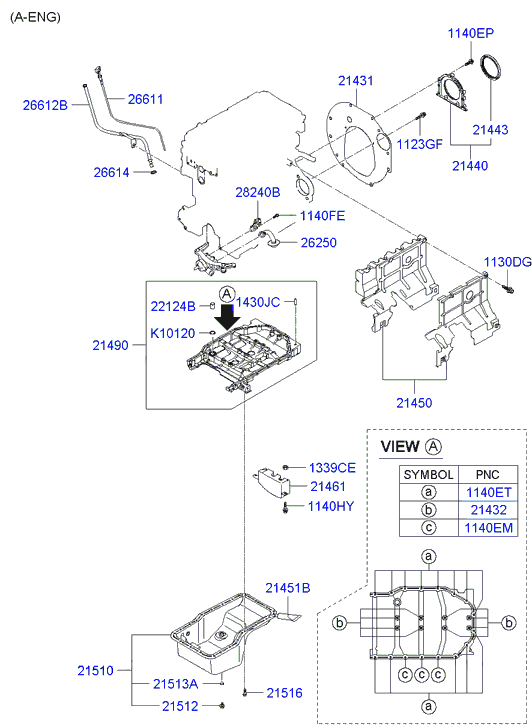 (A-ENG)
1140EP
26611
26612B
21431
21443
1123GF
21440
26614
28240B
1140FE
26250
1130DG
A
22124B
1430JC
K10120
21490
21450
VIEW A
SYMBOL PNC
a 1140ET
b 21432
c 1140EM
1339CE
21461
1140HY
a
21451B
b b
c c c
21510
21513A
21516
21512
a